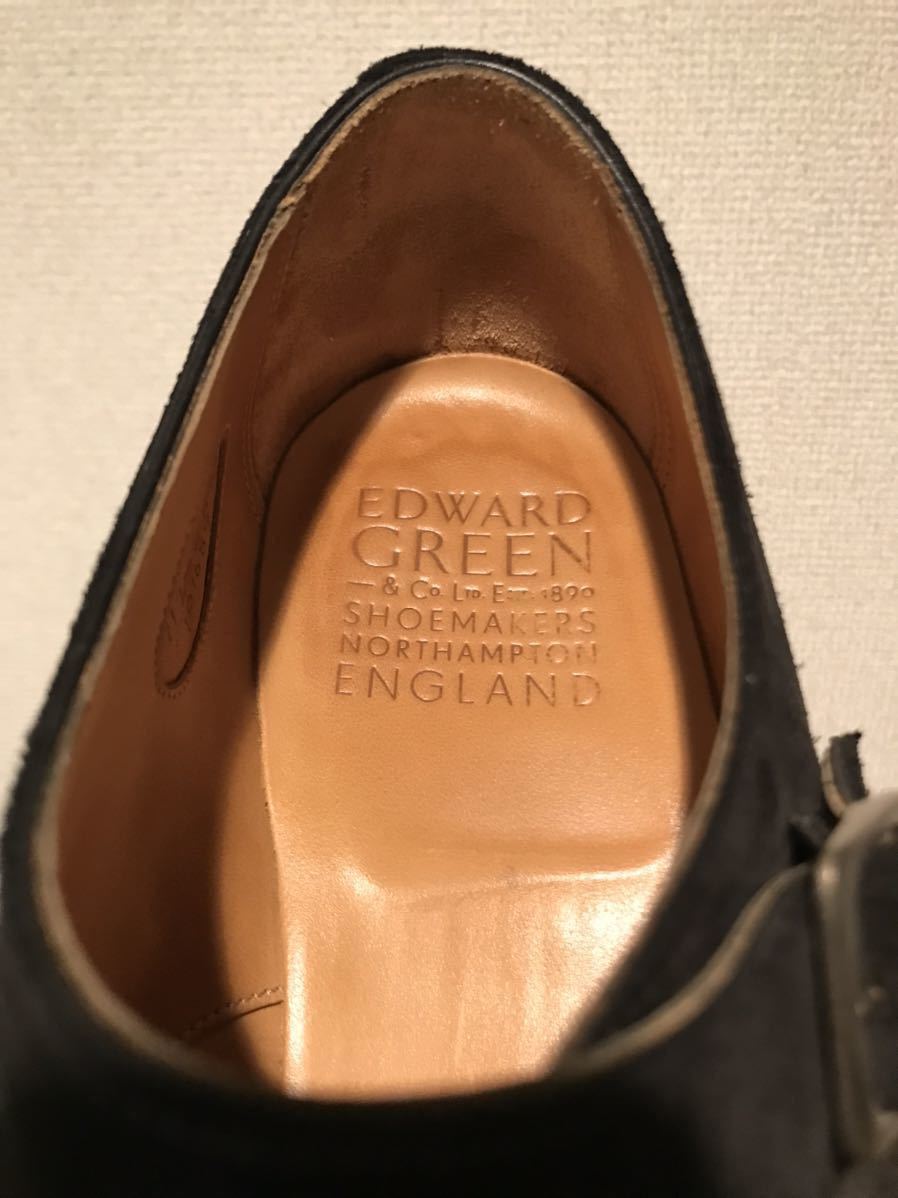 EDWARD
GREEN
— & Co. LTD. EST. 1890
SHOEMAKERS
NORTHAMPTON
ENGLAND